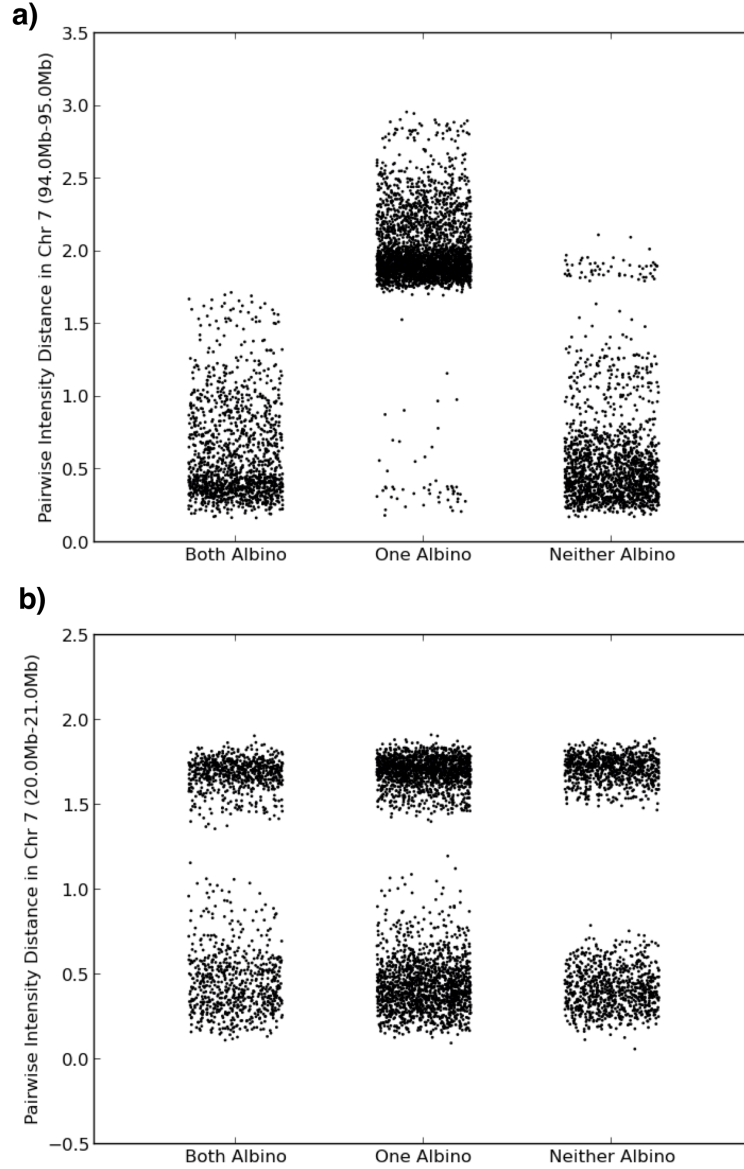 a)
Pairwise Intensity Distance in Chr 7 (94.0Mb-95.0Mb)
3.5
3.0
2.5
2.0
1.5
1.0
0.5
0.0
Both Albino One Albino Neither Albino
b)
Pairwise Intensity Distance in Chr 7 (20.0Mb-21.0Mb)
2.5
2.0
1.5
1.0
0.5
0.0
−0.5
Both Albino One Albino Neither Albino